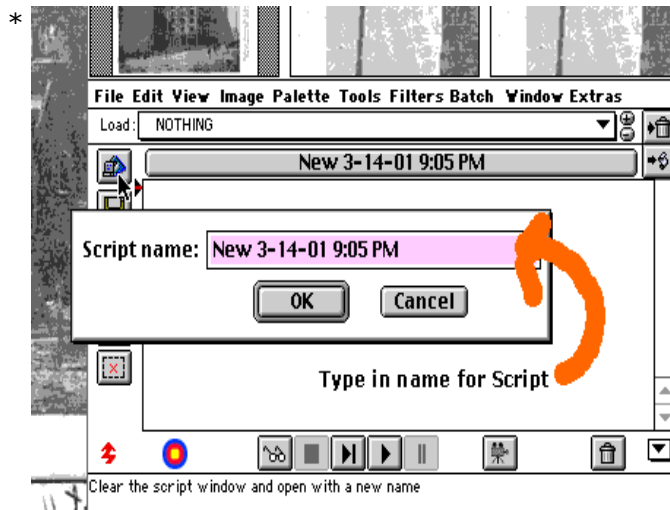 *
File Edit View Image Palette Tools Filters Batch Window Extras
Load: NOTHING
New 3-14-01 9:05 PM
Script name: New 3-14-01 9:05 PM
OK Cancel
Type in name for Script
Clear the script window and open with a new name